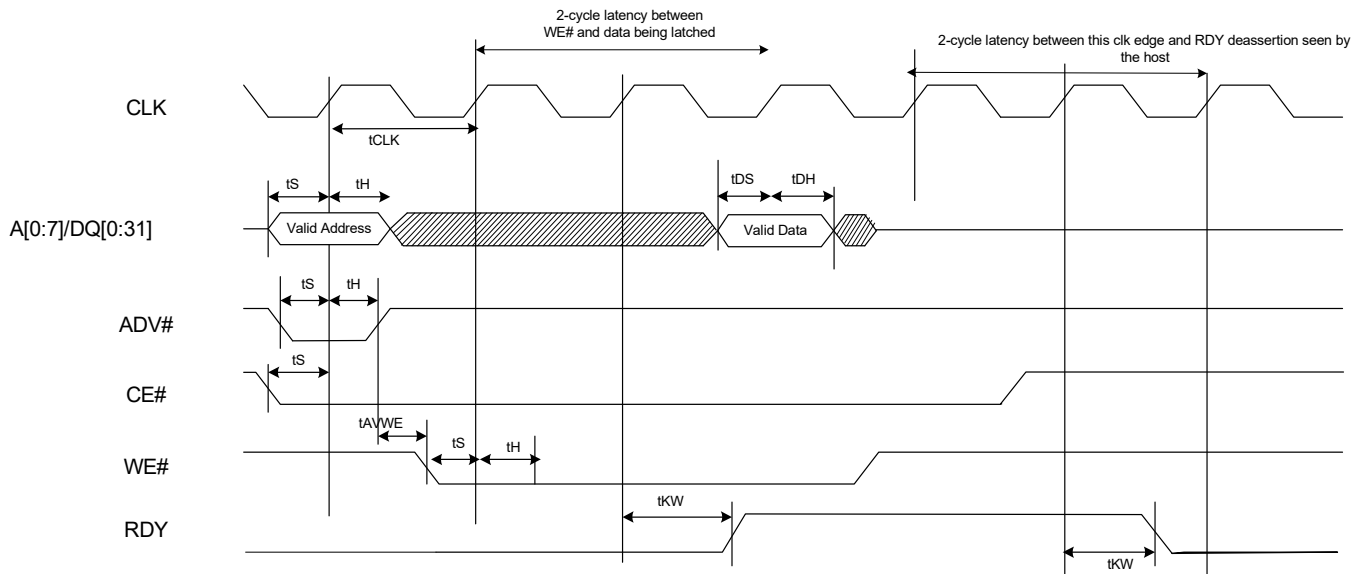 2-cycle latency between
WE# and data being latched
2-cycle latency between this clk edge and RDY deassertion seen by
the host
CLK
tCLK
tS
tH
tDS
tDH
A[0:7]/DQ[0:31]
Valid Address
Valid Data
tS
tH
ADV#
tS
CE#
tAVWE
tS
tH
WE#
tKW
RDY
tKW